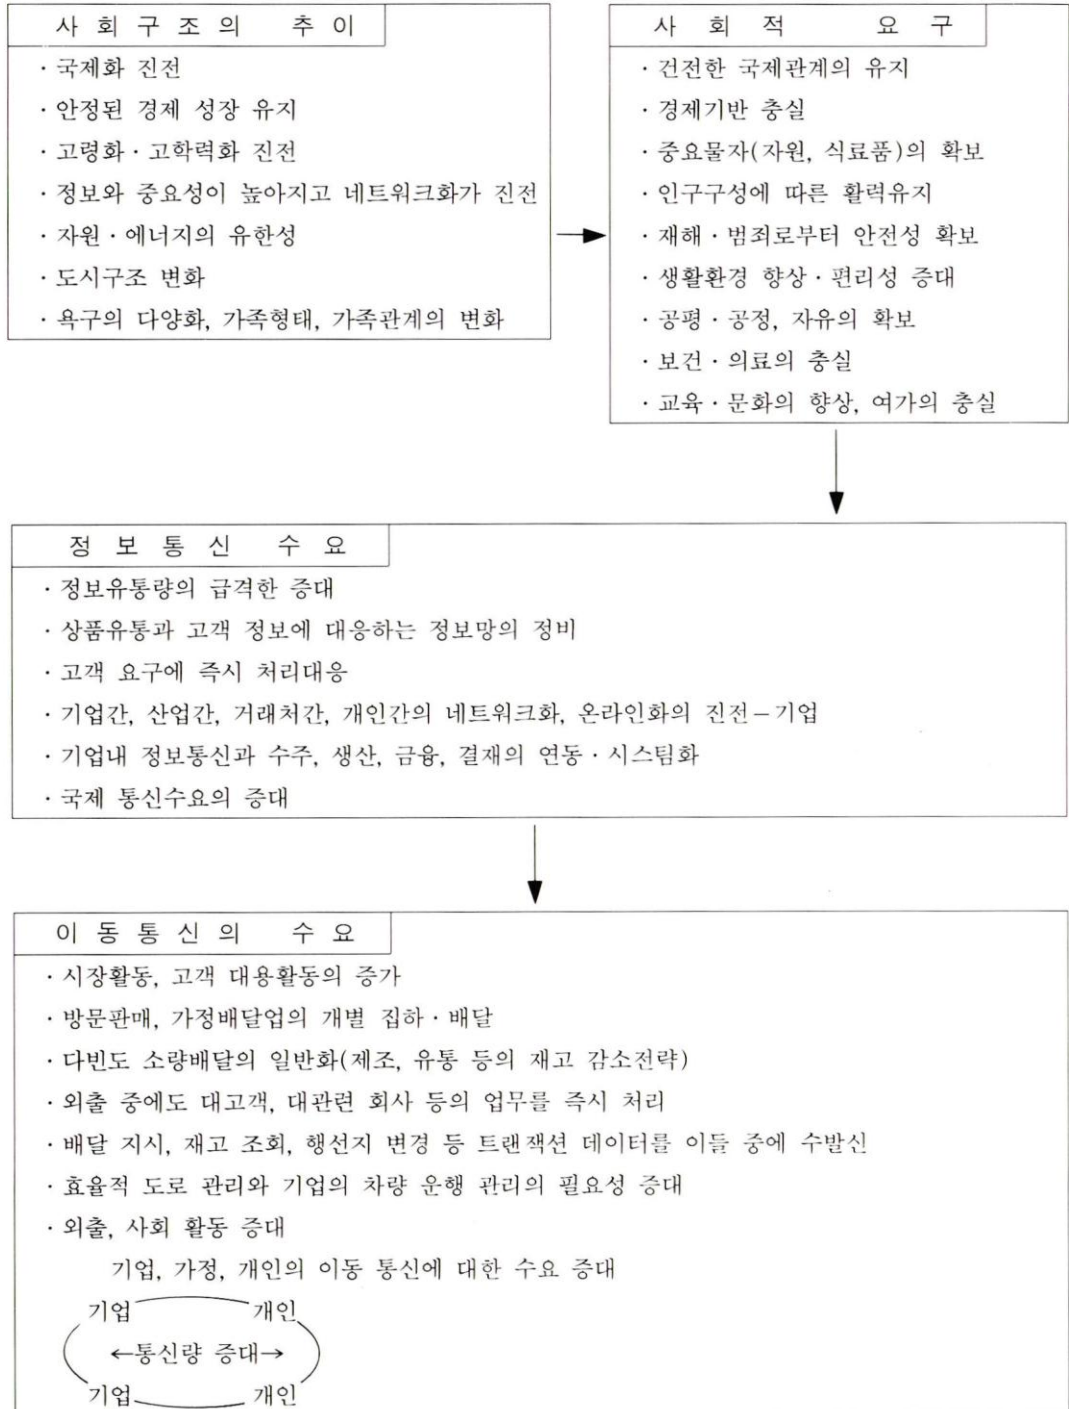 사회구조의 추이
· 국제화 진전
· 안정된 경제 성장 유지
· 고령화 · 고학력화 진전
· 정보와 중요성이 높아지고 네트워크화가 진전
· 자원 · 에너지의 유한성
· 도시구조 변화
· 욕구의 다양화, 가족형태, 가족관계의 변화
사회적 요구
· 건전한 국제관계의 유지
· 경제기반 충실
· 중요물자(자원, 식료품)의 확보
· 인구구성에 따른 활력유지
· 재해 · 범죄로부터 안전성 확보
· 생활환경 향상 · 편리성 증대
· 공평 · 공정, 자유의 확보
· 보건 · 의료의 충실
· 교육 · 문화의 향상, 여가의 충실
정보통신 수요
· 정보유통량의 급격한 증대
· 상품유통과 고객 정보에 대응하는 정보망의 정비
· 고객 요구에 즉시 처리대응
· 기업간, 산업간, 거래처간, 개인간의 네트워크화, 온라인화의 진전–기업
· 기업내 정보통신과 수주, 생산, 금융, 결재의 연동 · 시스팀화
· 국제 통신수요의 증대
이동통신의 수요
· 시장활동, 고객 대용활동의 증가
· 방문판매, 가정배달업의 개별 집하 · 배달
· 다빈도 소량배달의 일반화(제조, 유통 등의 재고 감소전략)
· 외출 중에도 대고객, 대관련 회사 등의 업무를 즉시 처리
· 배달 지시, 재고 조회, 행선지 변경 등 트랜잭션 데이터를 이들 중에 수발신
· 효율적 도로 관리와 기업의 차량 운행 관리의 필요성 증대
· 외출, 사회 활동 증대
기업, 가정, 개인의 이동 통신에 대한 수요 증대
기업 개인
←통신량 증대→
기업 개인